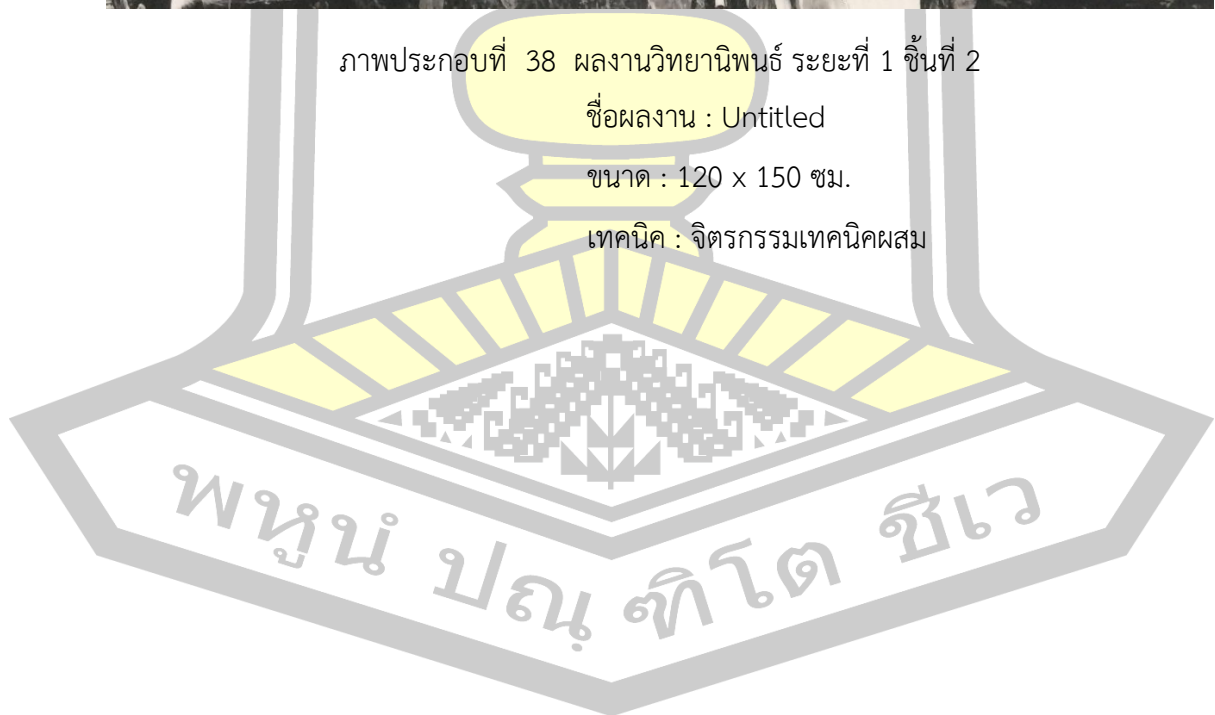 ภาพประกอบที่ 38 ผลงานวิทยานิพนธ์ ระยะที่ 1 ชิ้นที่ 2
ชื่อผลงาน : Untitled
ขนาด : 120 x 150 ซม.
เทคนิค : จิตรกรรมเทคนิคผสม
พหูนํ ปณฺฑิโต ชีเว